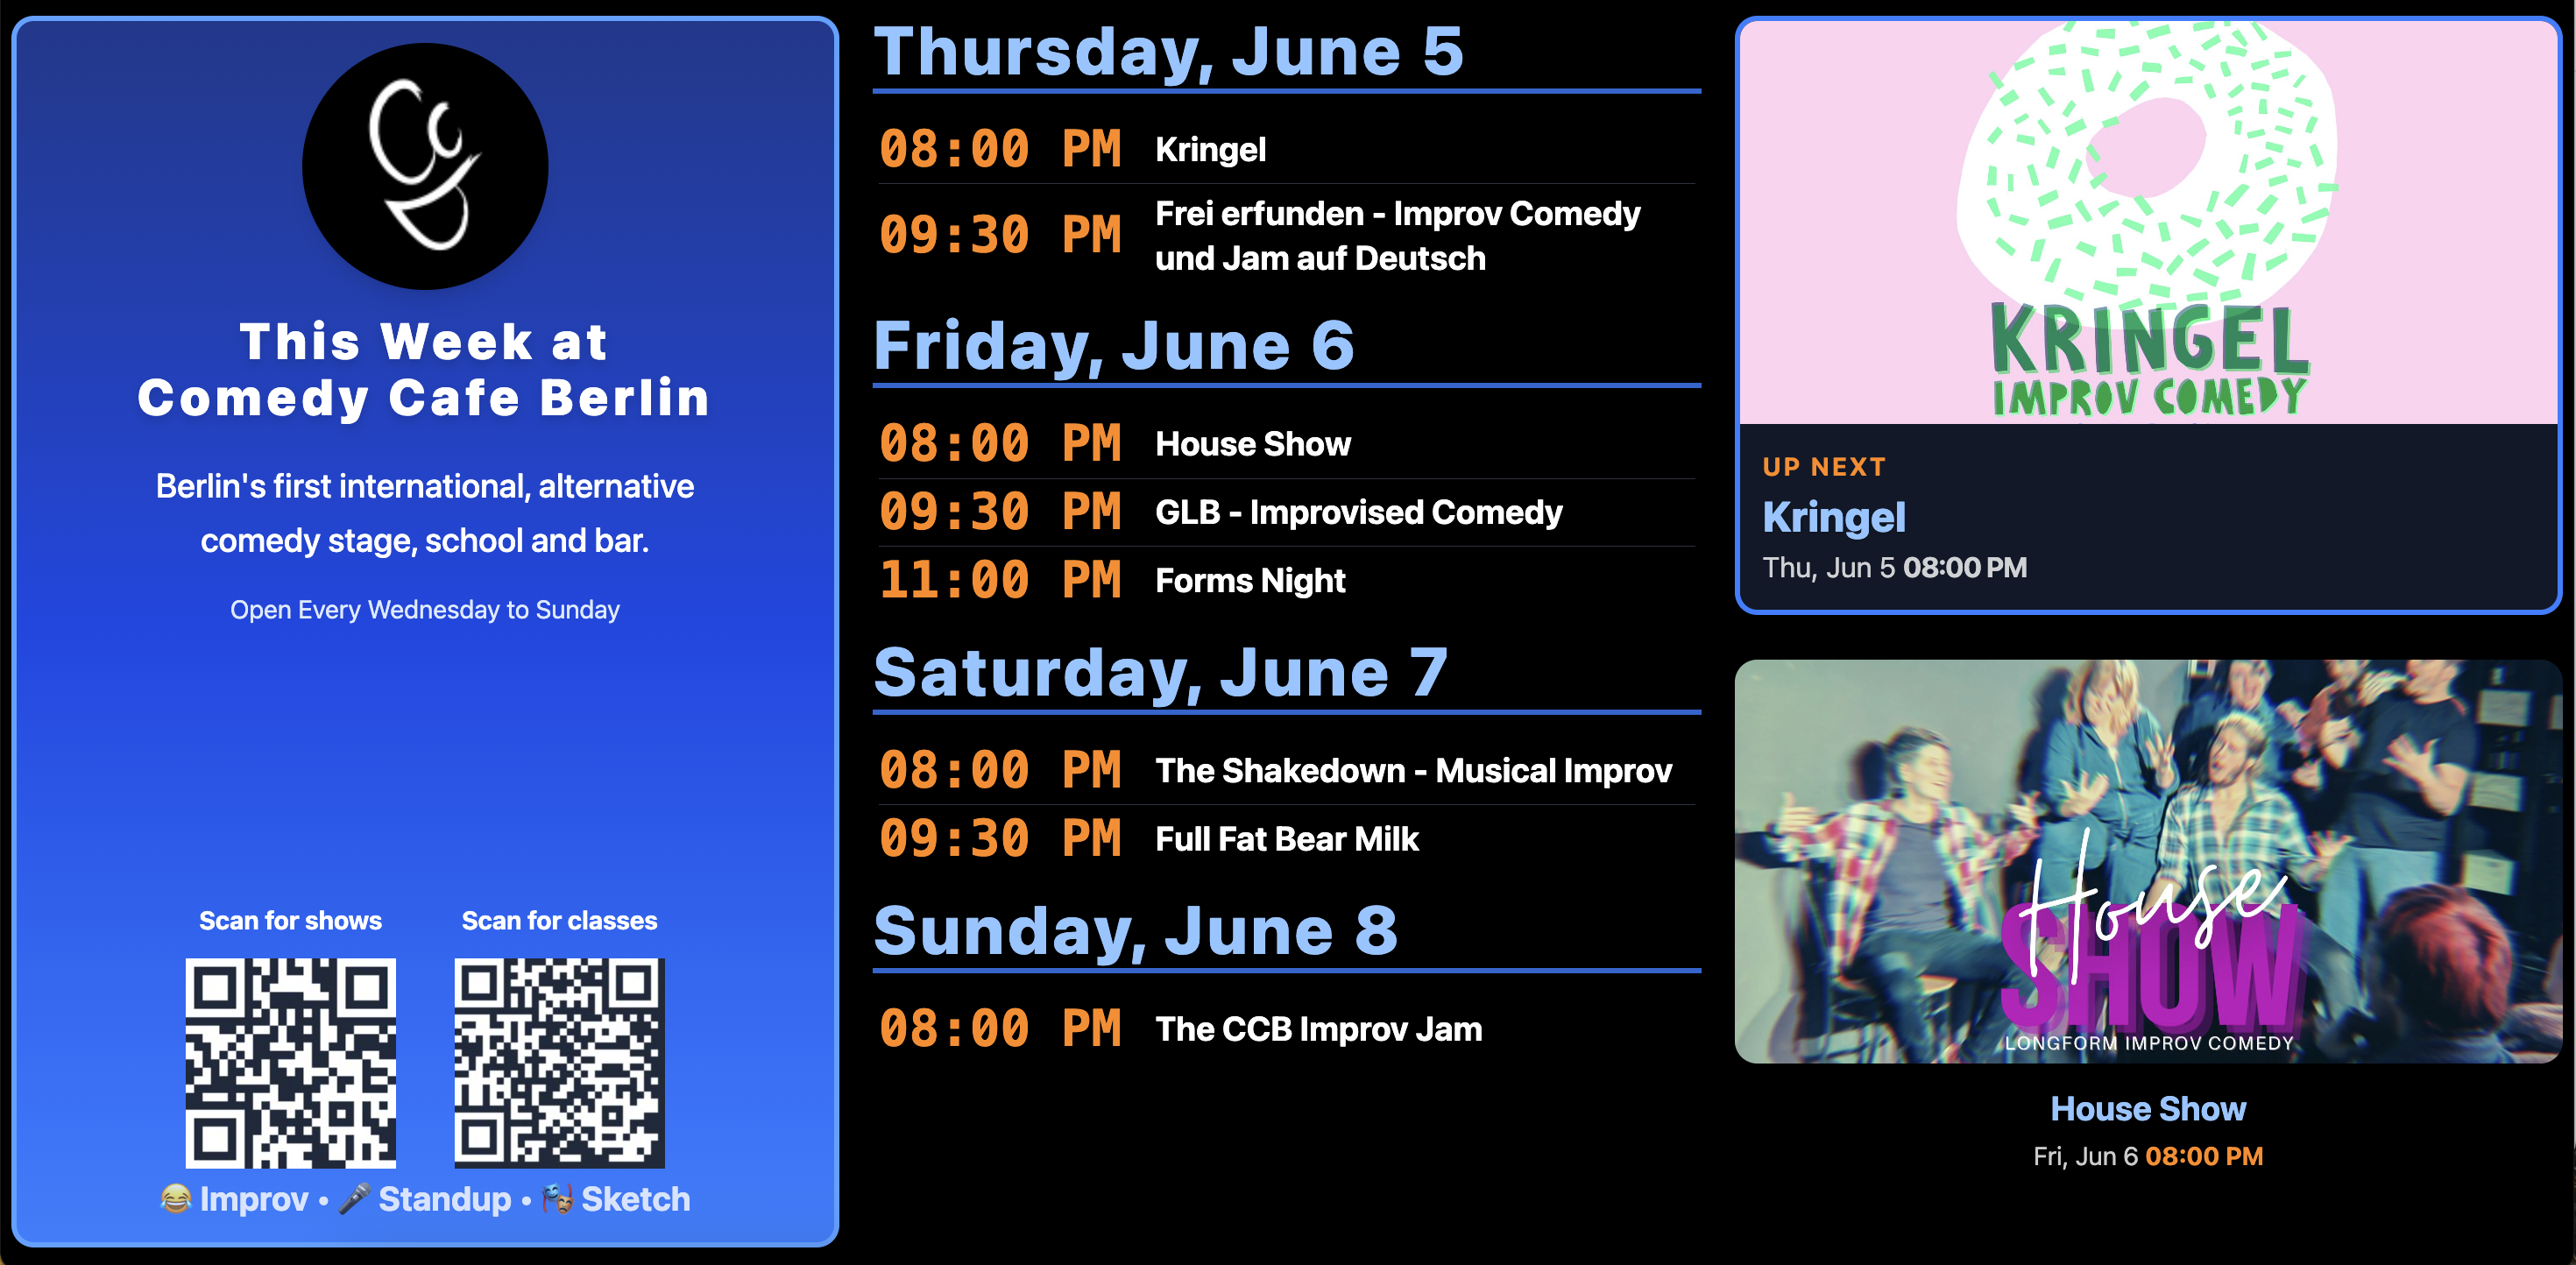 This Week at
Comedy Cafe Berlin
Berlin's first international, alternative
comedy stage, school and bar.
Open Every Wednesday to Sunday
Scan for shows
Scan for classes
😂 Improv • 🎤 Standup • 🎭 Sketch
Thursday, June 5
08:00 PM Kringel
09:30 PM Frei erfunden - Improv Comedy
und Jam auf Deutsch
Friday, June 6
08:00 PM House Show
09:30 PM GLB - Improvised Comedy
11:00 PM Forms Night
Saturday, June 7
08:00 PM The Shakedown - Musical Improv
09:30 PM Full Fat Bear Milk
Sunday, June 8
08:00 PM The CCB Improv Jam
KRINGEL
IMPROV COMEDY
UP NEXT
Kringel
Thu, Jun 5 08:00 PM
House
SHOW
LONGFORM IMPROV COMEDY
House Show
Fri, Jun 6 08:00 PM